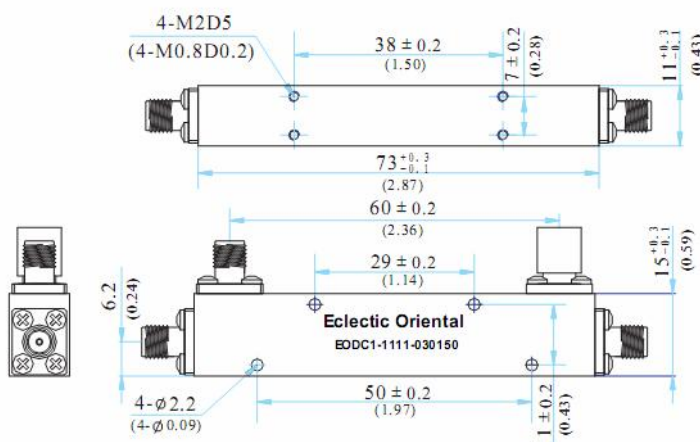 4-M2D5
(4-M0.8D0.2)
38 ± 0.2
(1.50)
7 ± 0.2
(0.28)
11 +0.3 -0.1
(0.43)
73 +0.3 -0.1
(2.87)
60 ± 0.2
(2.36)
29 ± 0.2
(1.14)
15 +0.3 -0.1
(0.59)
6.2
(0.24)
Eclectic Oriental
EODC1-1111-030150
4-ø2.2
(4-ø0.09)
50 ± 0.2
(1.97)
1 ± 0.2
(0.43)